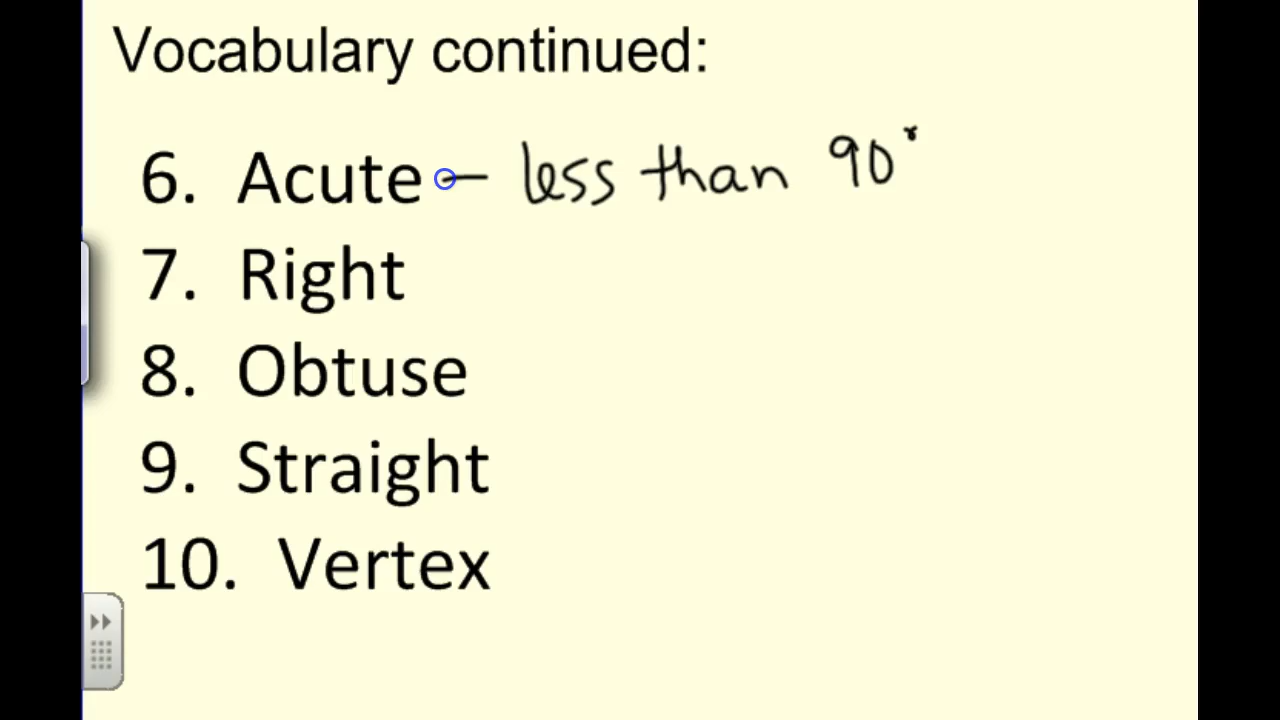 Vocabulary continued:
6. Acute – less than 90°
7. Right
8. Obtuse
9. Straight
10. Vertex